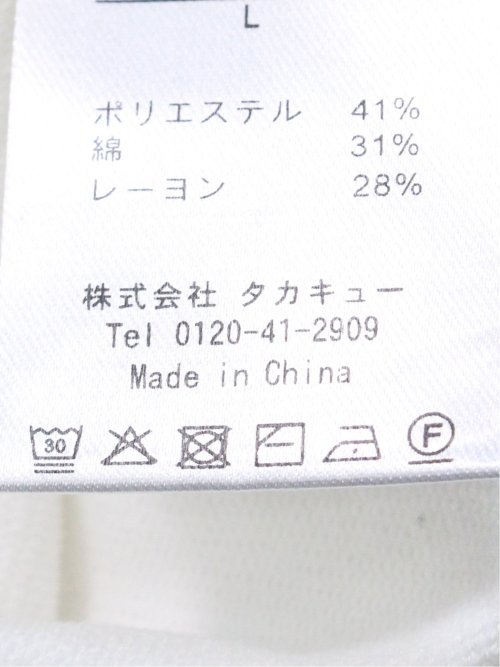 L
ポリエステル 41%
綿 31%
レーヨン 28%
株式会社 タカキュー
Tel 0120-41-2909
Made in China
30 F